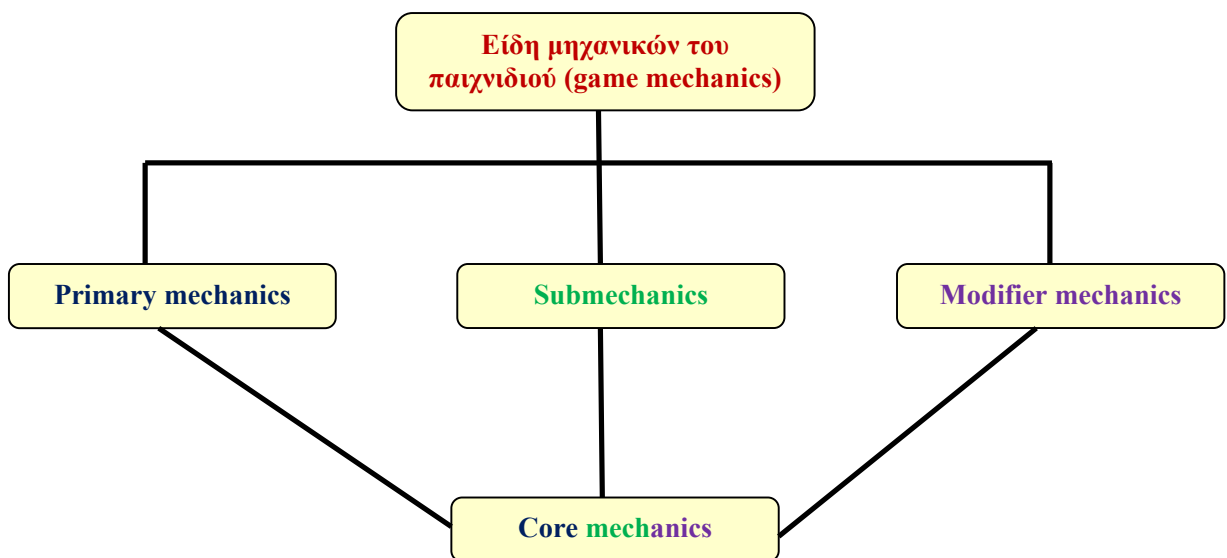 Είδη μηχανικών του
παιχνιδιού (game mechanics)
Primary mechanics
Submechanics
Modifier mechanics
Core mechanics